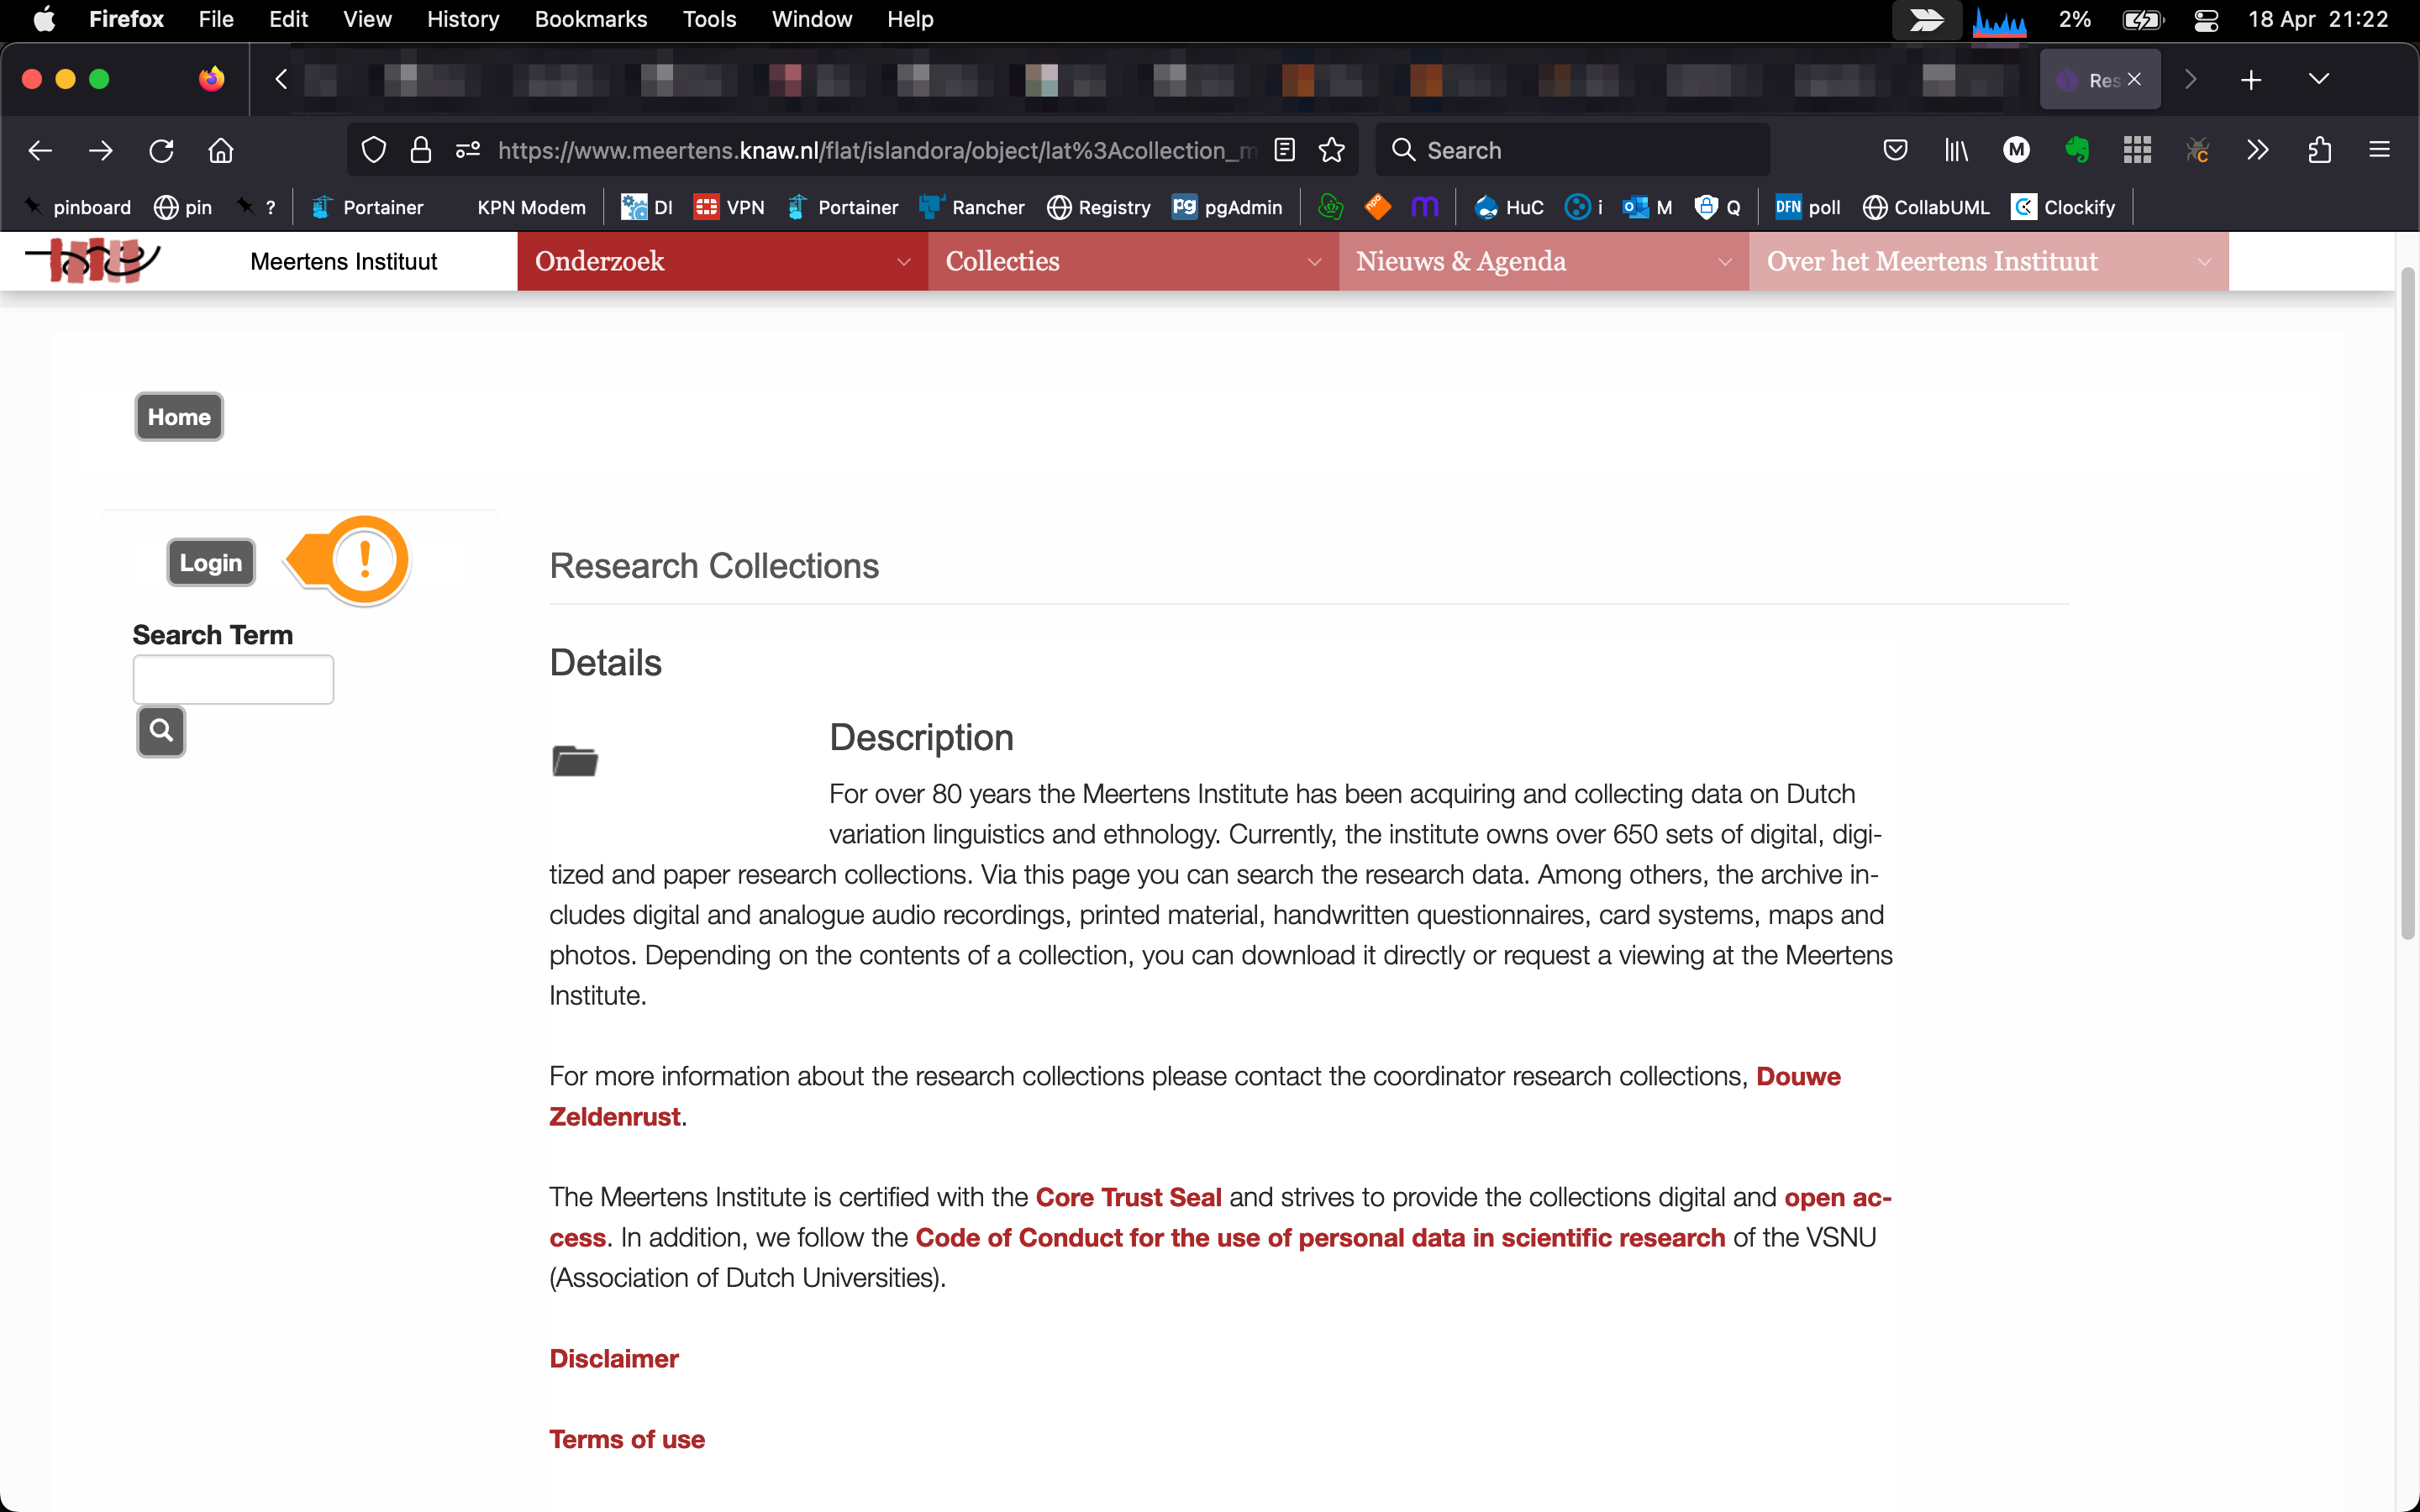 Firefox File Edit View History Bookmarks Tools Window Help 2% 18 Apr 21:22
Res
https://www.meertens.knaw.nl/flat/islandora/object/lat%3Acollection_m Search
pinboard pin ? Portainer KPN Modem DI VPN Portainer Rancher Registry pgAdmin HuC i M Q DFN poll CollabUML Clockify
Meertens Instituut Onderzoek Collecties Nieuws & Agenda Over het Meertens Instituut
Home
Login !
Search Term
Research Collections
Details
Description
For over 80 years the Meertens Institute has been acquiring and collecting data on Dutch
variation linguistics and ethnology. Currently, the institute owns over 650 sets of digital, digi-
tized and paper research collections. Via this page you can search the research data. Among others, the archive in-
cludes digital and analogue audio recordings, printed material, handwritten questionnaires, card systems, maps and
photos. Depending on the contents of a collection, you can download it directly or request a viewing at the Meertens
Institute.
For more information about the research collections please contact the coordinator research collections, Douwe
Zeldenrust.
The Meertens Institute is certified with the Core Trust Seal and strives to provide the collections digital and open ac-
cess. In addition, we follow the Code of Conduct for the use of personal data in scientific research of the VSNU
(Association of Dutch Universities).
Disclaimer
Terms of use